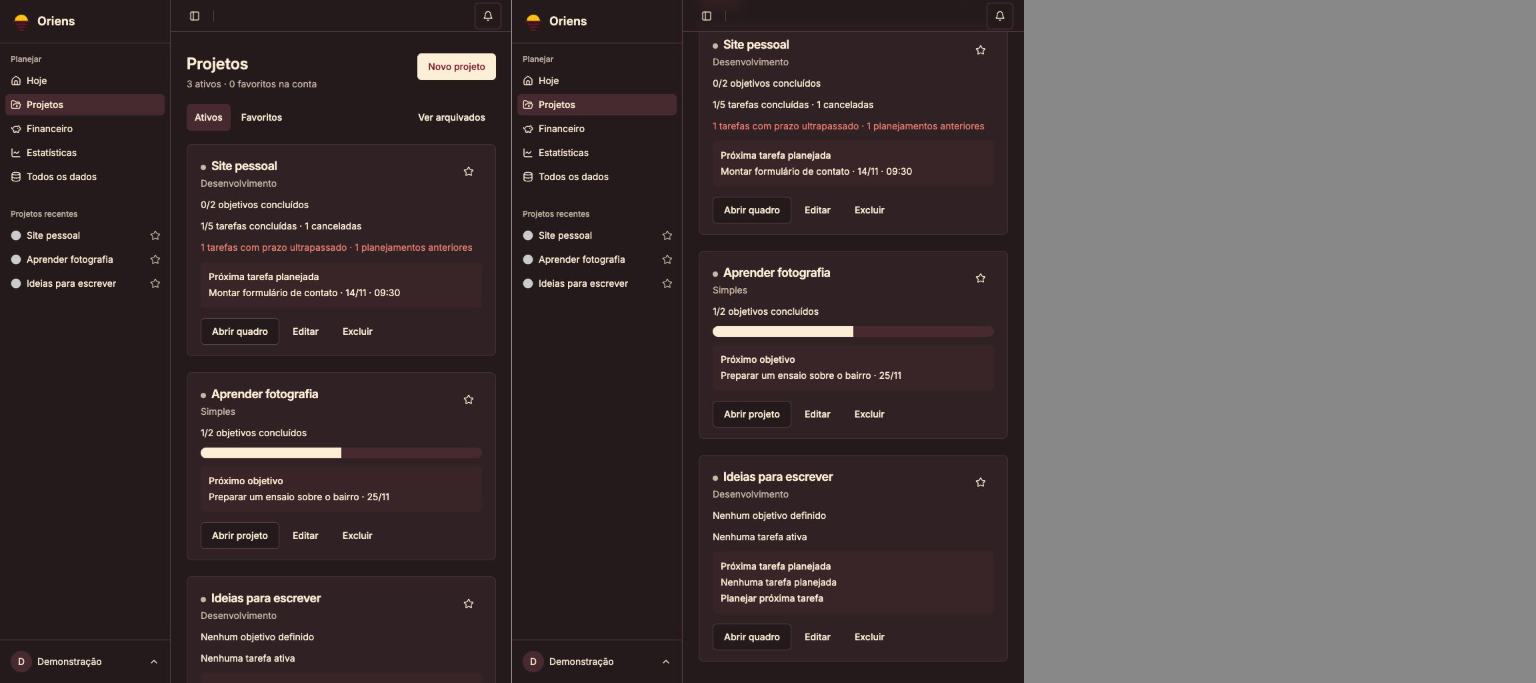 Oriens
Planejar
Hoje
Projetos
Financeiro
Estatísticas
Todos os dados
Projetos recentes
Site pessoal
Aprender fotografia
Ideias para escrever
D Demonstração
Projetos
3 ativos · 0 favoritos na conta
Novo projeto
Ativos Favoritos Ver arquivados
Site pessoal
Desenvolvimento
0/2 objetivos concluídos
1/5 tarefas concluídas · 1 canceladas
1 tarefas com prazo ultrapassado · 1 planejamentos anteriores
Próxima tarefa planejada
Montar formulário de contato · 14/11 · 09:30
Abrir quadro Editar Excluir
Aprender fotografia
Simples
1/2 objetivos concluídos
Próximo objetivo
Preparar um ensaio sobre o bairro · 25/11
Abrir projeto Editar Excluir
Ideias para escrever
Desenvolvimento
Nenhum objetivo definido
Nenhuma tarefa ativa
Oriens
Planejar
Hoje
Projetos
Financeiro
Estatísticas
Todos os dados
Projetos recentes
Site pessoal
Aprender fotografia
Ideias para escrever
D Demonstração
Site pessoal
Desenvolvimento
0/2 objetivos concluídos
1/5 tarefas concluídas · 1 canceladas
1 tarefas com prazo ultrapassado · 1 planejamentos anteriores
Próxima tarefa planejada
Montar formulário de contato · 14/11 · 09:30
Abrir quadro Editar Excluir
Aprender fotografia
Simples
1/2 objetivos concluídos
Próximo objetivo
Preparar um ensaio sobre o bairro · 25/11
Abrir projeto Editar Excluir
Ideias para escrever
Desenvolvimento
Nenhum objetivo definido
Nenhuma tarefa ativa
Próxima tarefa planejada
Nenhuma tarefa planejada
Planejar próxima tarefa
Abrir quadro Editar Excluir